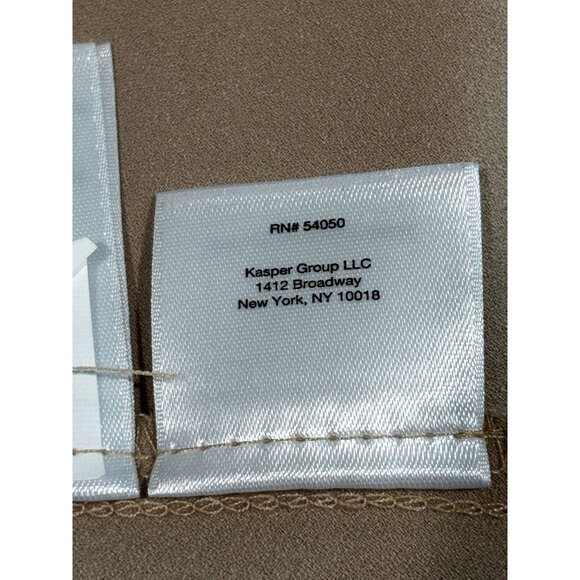 RN# 54050
Kasper Group LLC
1412 Broadway
New York, NY 10018